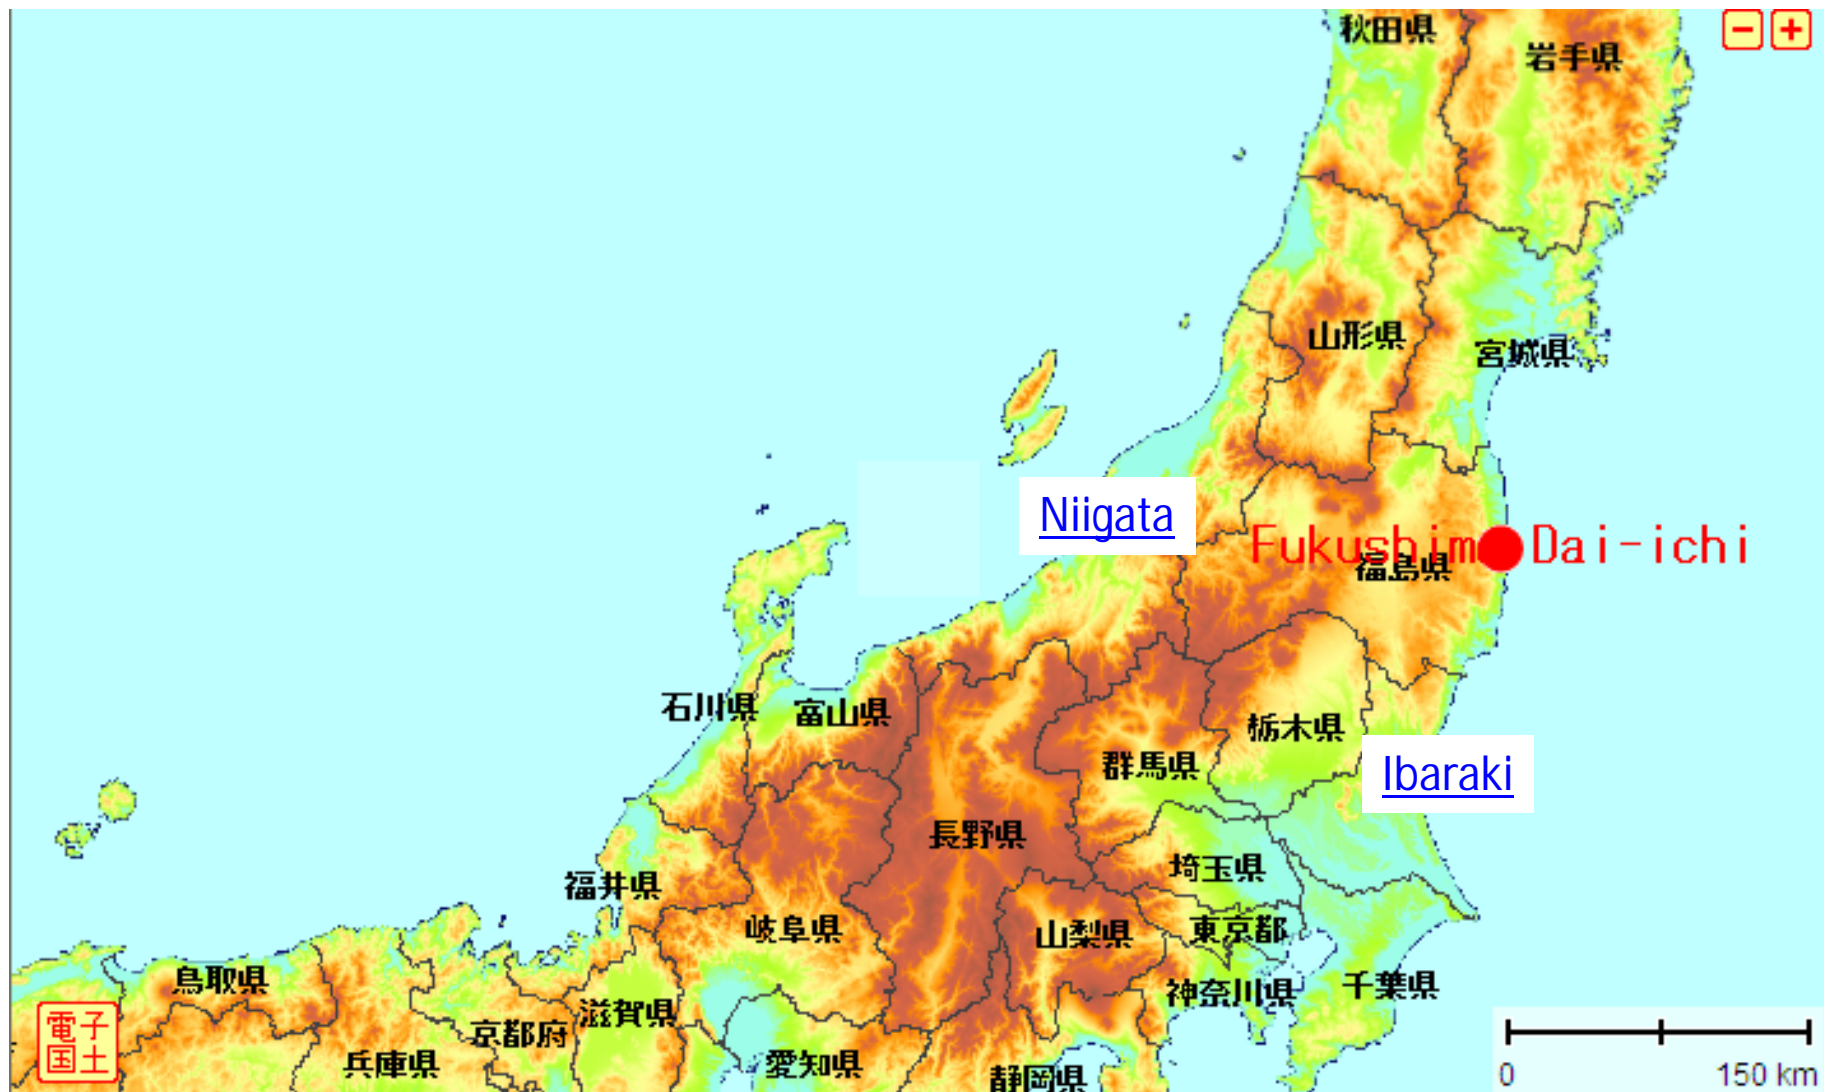 秋田県
岩手県
− +
山形県
宮城県
Niigata
Fukushim Dai-ichi
福島県
石川県
富山県
栃木県
群馬県
Ibaraki
長野県
埼玉県
福井県
岐阜県
山梨県
東京都
鳥取県
神奈川県
千葉県
滋賀県
京都府
電子
国土
兵庫県
愛知県
静岡県
0 150 km